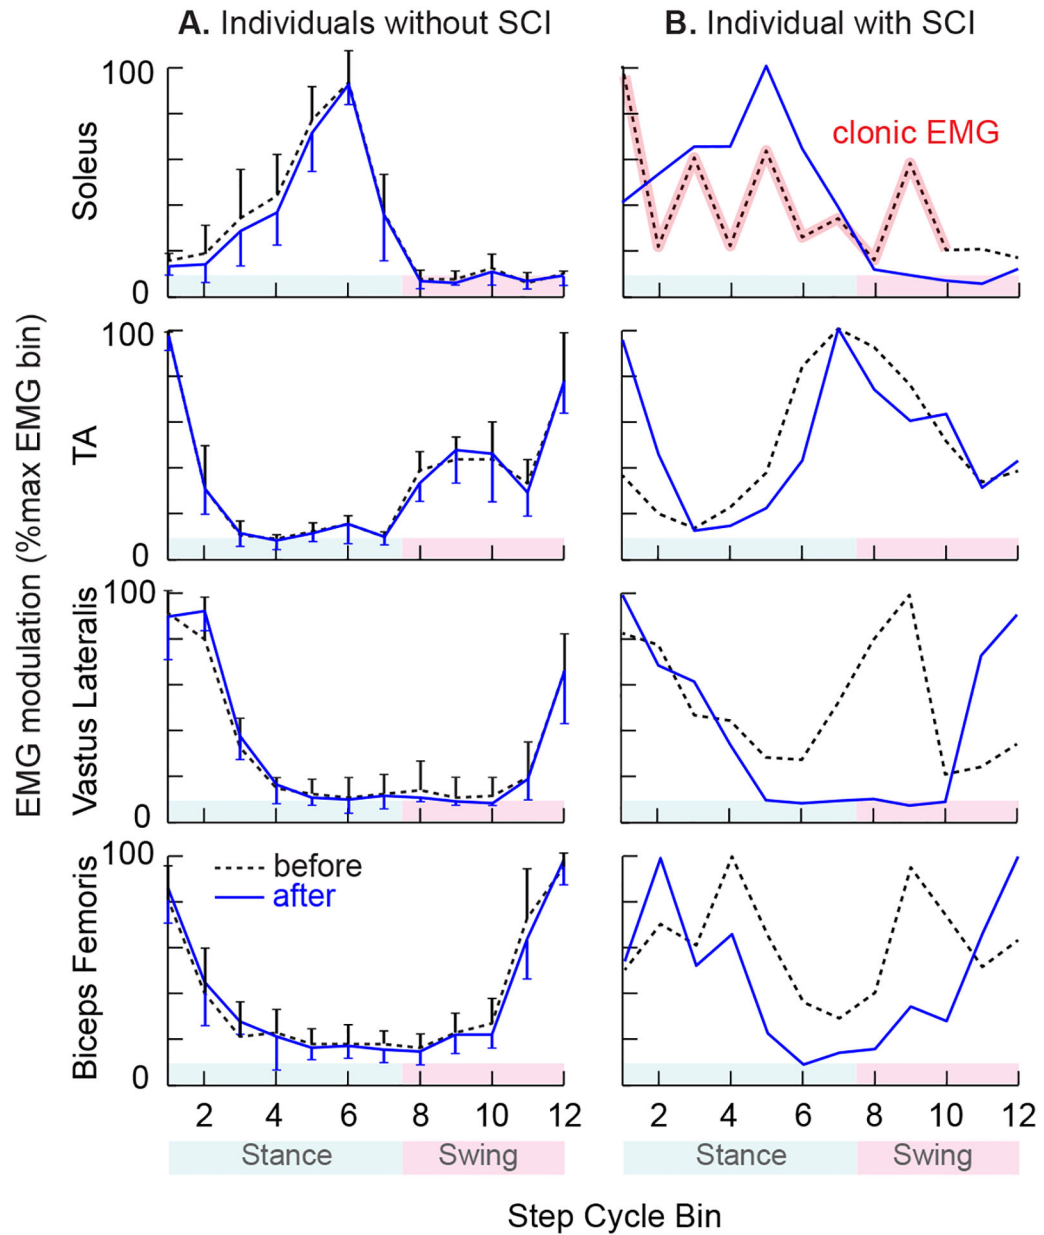 A. Individuals without SCI
B. Individual with SCI
EMG modulation (%max EMG bin)
Soleus
100
0
clonic EMG
TA
100
0
Vastus Lateralis
100
0
Biceps Femoris
100
0
before
after
2 4 6 8 10 12
2 4 6 8 10 12
Stance Swing
Stance Swing
Step Cycle Bin